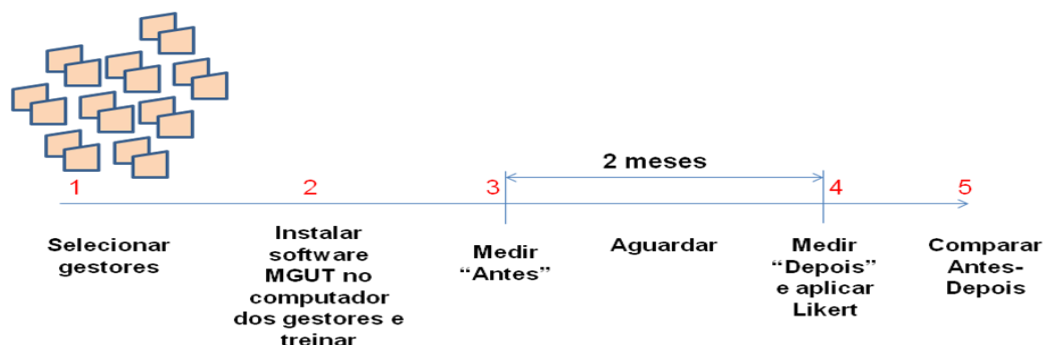 2 meses
1
2
3
4
5
Selecionar
gestores
Instalar
software
MGUT no
computador
dos gestores e
treinar
Medir
“Antes”
Aguardar
Medir
“Depois”
e aplicar
Likert
Comparar
Antes-
Depois